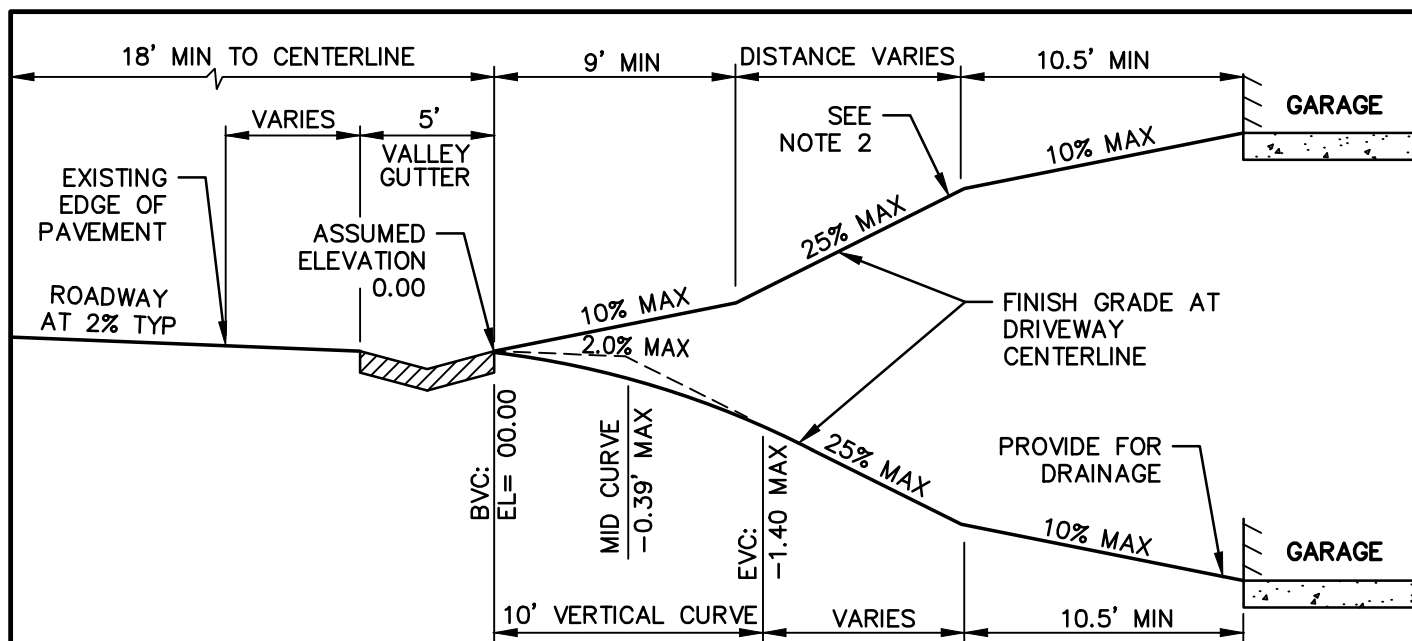 18' MIN TO CENTERLINE
9' MIN
DISTANCE VARIES
10.5' MIN
VARIES
5'
VALLEY
GUTTER
SEE
NOTE 2
10% MAX
GARAGE
EXISTING
EDGE OF
PAVEMENT
ASSUMED
ELEVATION
0.00
25% MAX
ROADWAY
AT 2% TYP
10% MAX
2.0% MAX
FINISH GRADE AT
DRIVEWAY
CENTERLINE
BVC:
EL= 00.00
MID CURVE
-0.39' MAX
EVC:
-1.40 MAX
25% MAX
PROVIDE FOR
DRAINAGE
10% MAX
GARAGE
10' VERTICAL CURVE
VARIES
10.5' MIN